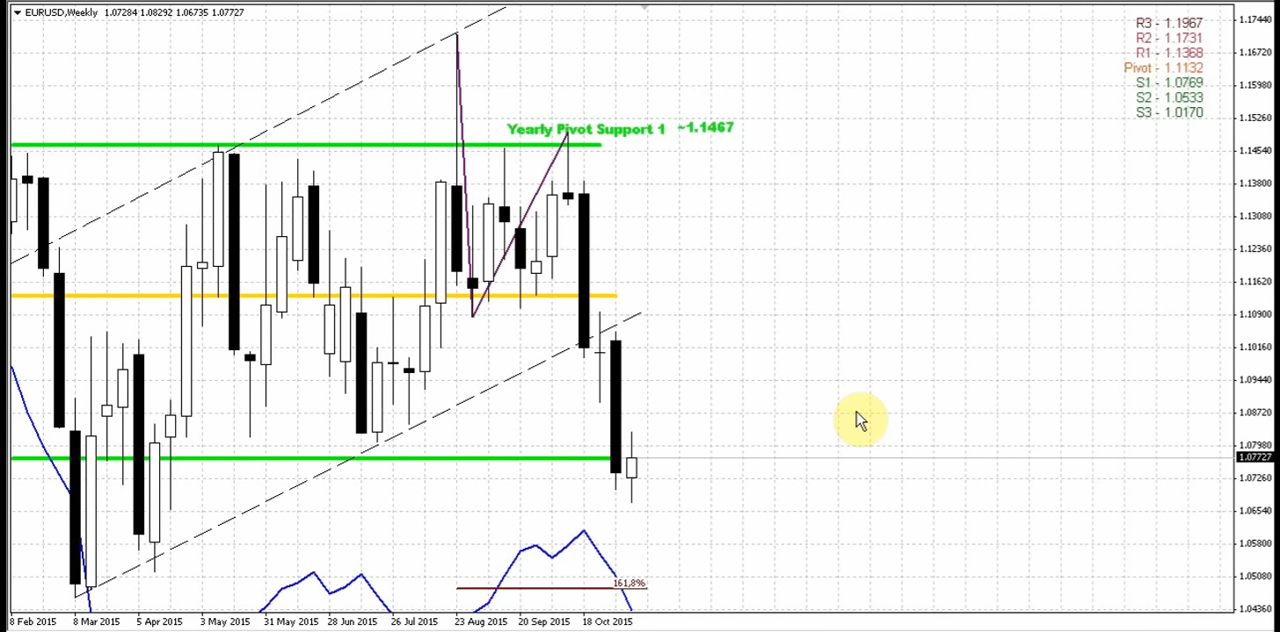 EURUSD,Weekly 1.07284 1.08292 1.06735 1.07727
R3 - 1.1967
R2 - 1.1731
R1 - 1.1368
Pivot - 1.1132
S1 - 1.0769
S2 - 1.0533
S3 - 1.0170
Yearly Pivot Support 1 ~1.1467
1.17440
1.16720
1.15980
1.15260
1.14540
1.13800
1.13080
1.12360
1.11620
1.10900
1.10160
1.09440
1.08720
1.07980
1.07727
1.07260
1.06540
1.05800
1.05080
1.04360
161,8%
8 Feb 2015 8 Mar 2015 5 Apr 2015 3 May 2015 31 May 2015 28 Jun 2015 26 Jul 2015 23 Aug 2015 20 Sep 2015 18 Oct 2015